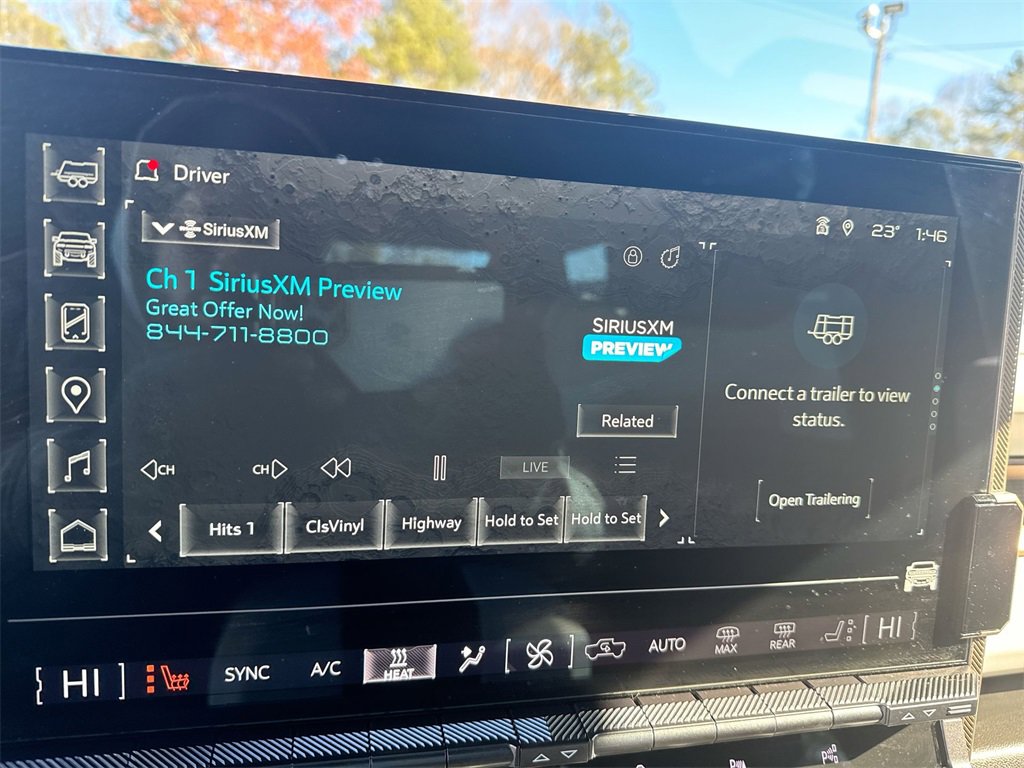 Driver
SiriusXM
23° 1:46
Ch 1 SiriusXM Preview
Great Offer Now!
844-711-8800
SIRIUSXM
PREVIEW
Related
Connect a trailer to view
status.
CH
CH
LIVE
Hits 1
ClsVinyl
Highway
Hold to Set
Hold to Set
Open Trailering
HI
SYNC
A/C
HEAT
AUTO
MAX
REAR
HI